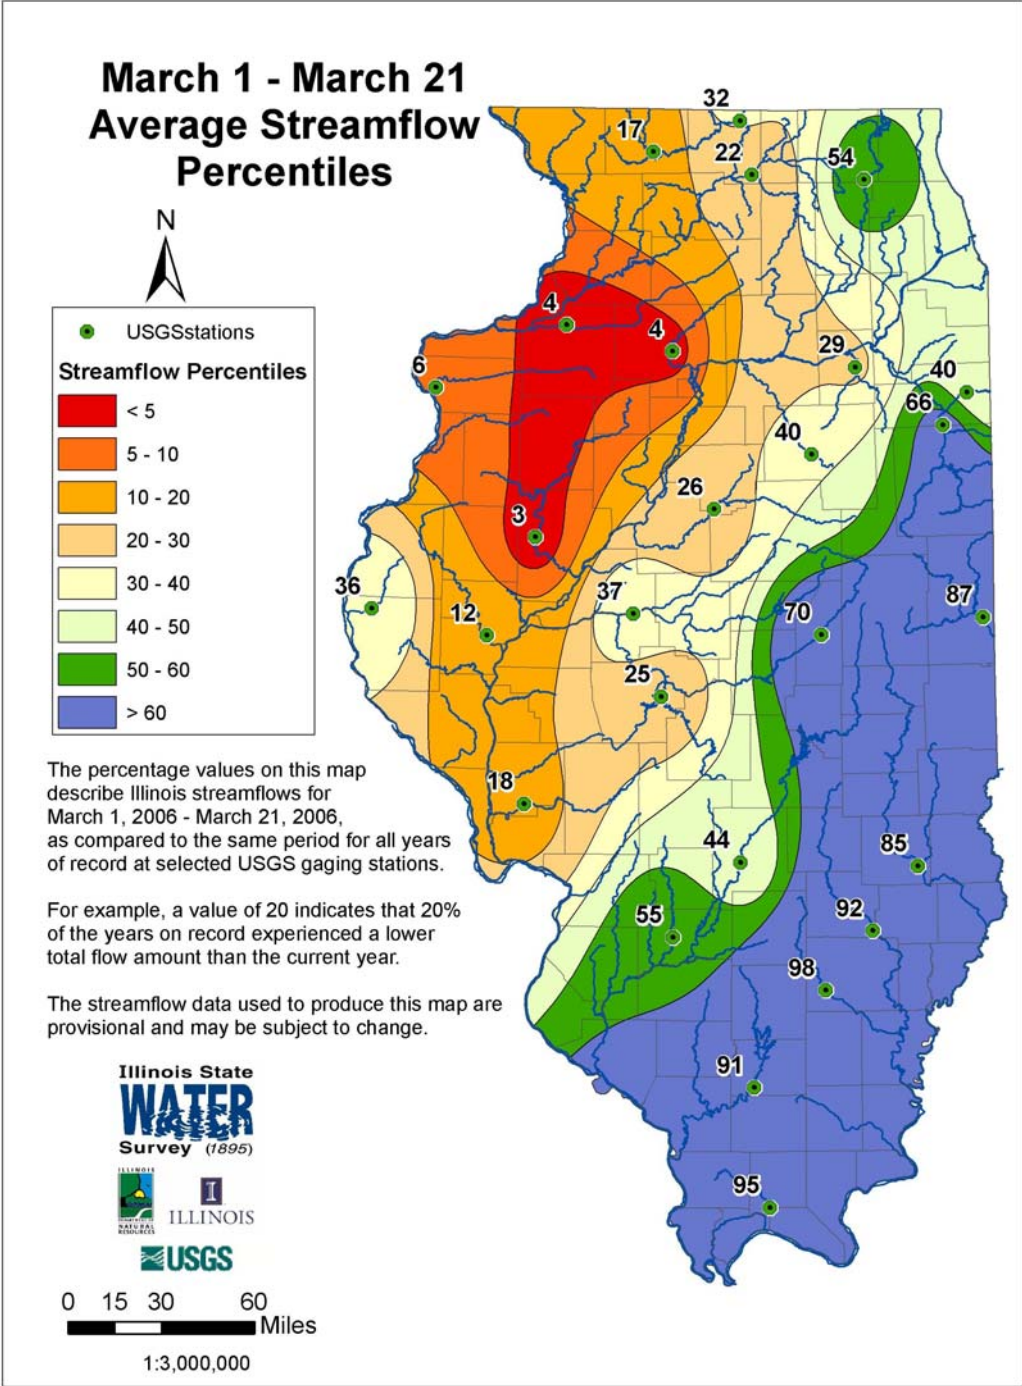 March 1 - March 21
Average Streamflow
Percentiles
N
USGSstations
Streamflow Percentiles
< 5
5 - 10
10 - 20
20 - 30
30 - 40
40 - 50
50 - 60
> 60
32
17
22
54
4
4
29
6
40
66
40
26
3
36
37
87
12
70
25
18
44
85
55
92
98
91
95
The percentage values on this map
describe Illinois streamflows for
March 1, 2006 - March 21, 2006,
as compared to the same period for all years
of record at selected USGS gaging stations.
For example, a value of 20 indicates that 20%
of the years on record experienced a lower
total flow amount than the current year.
The streamflow data used to produce this map are
provisional and may be subject to change.
Illinois State
WATER
Survey (1895)
ILLINOIS
DEPARTMENT OF
NATURAL
RESOURCES
I
ILLINOIS
USGS
0 15 30 60
Miles
1:3,000,000